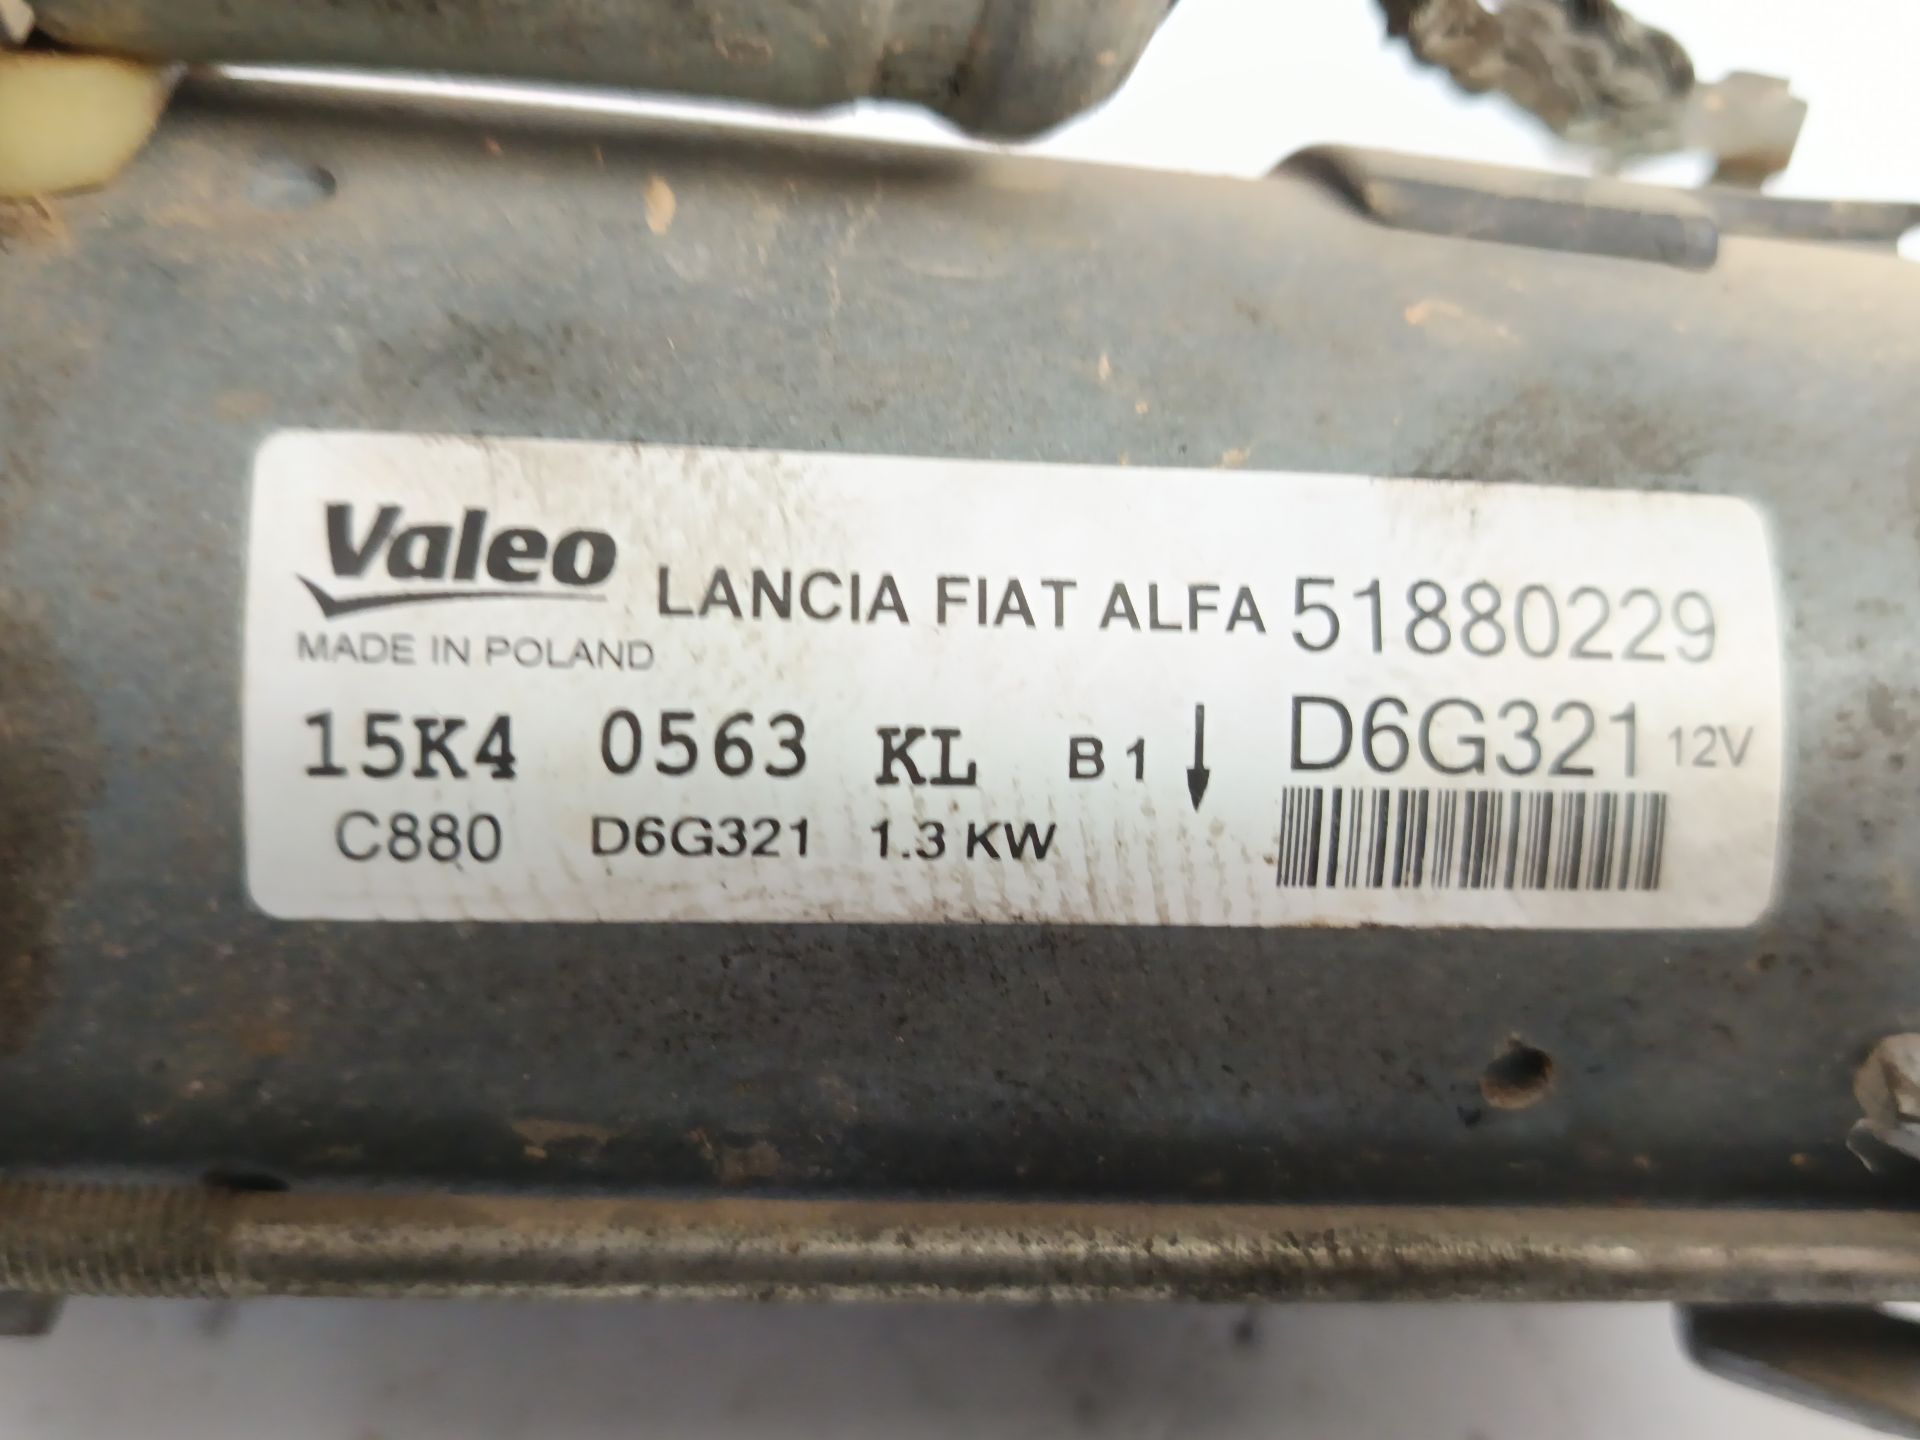 Valeo LANCIA FIAT ALFA 51880229
MADE IN POLAND
15K4 0563 KL B1 D6G321 12V
C880 D6G321 1.3 KW